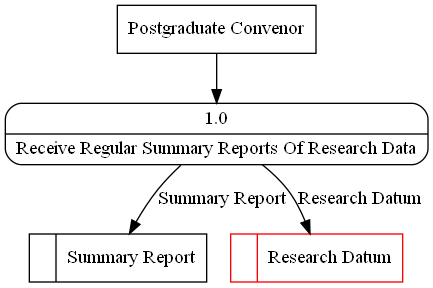 Postgraduate Convenor
1.0
Receive Regular Summary Reports Of Research Data
Summary Report
Research Datum
Summary Report
Research Datum